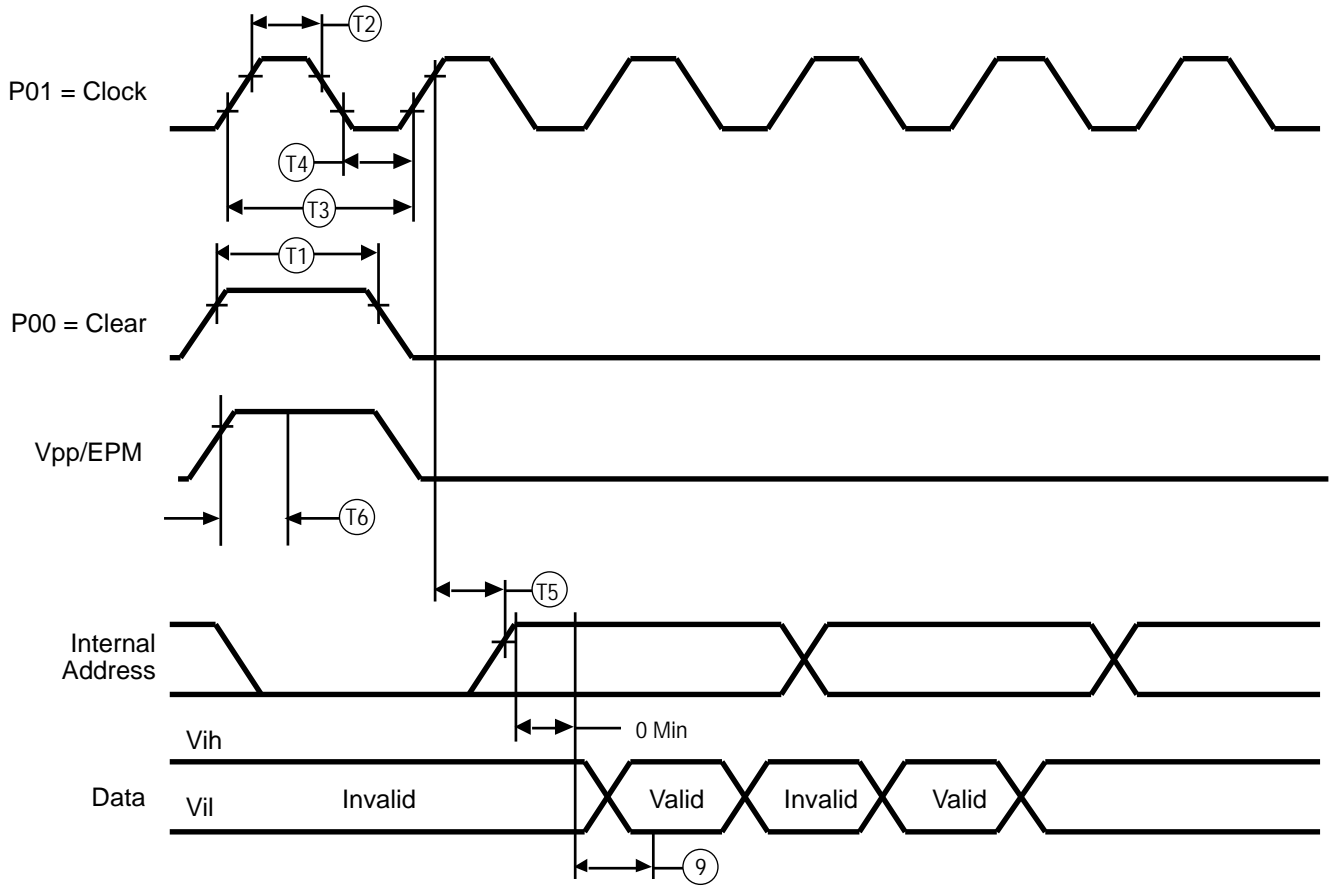 T2
P01 = Clock
T4
T3
T1
P00 = Clear
Vpp/EPM
T6
T5
Internal
Address
0 Min
Vih
Data
Vil
Invalid
Valid
Invalid
Valid
9